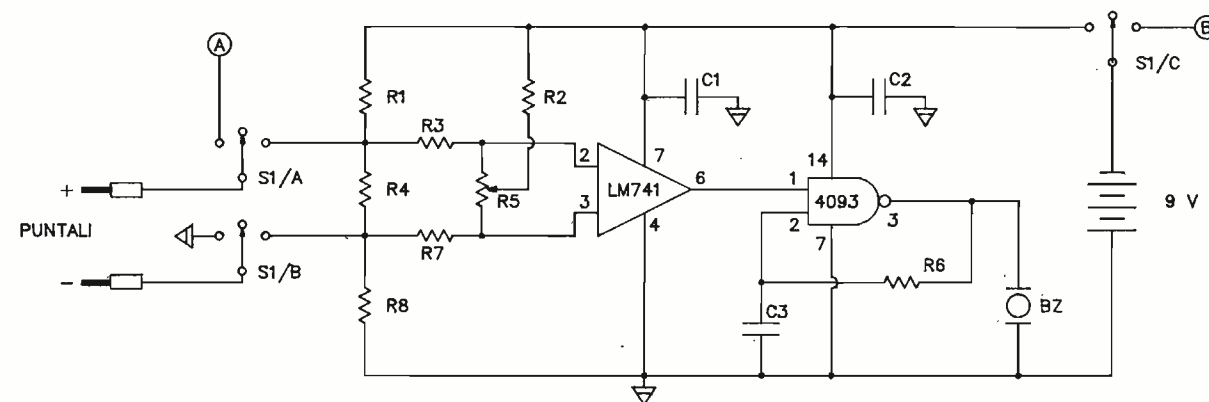 A
B
S1/C
R1
R2
C1
C2
R3
2
7
14
+
S1/A
R4
R5
LM741
6
1
4093
9 V
PUNTALI
3
4
2
7
3
R7
-
S1/B
R8
R6
C3
BZ